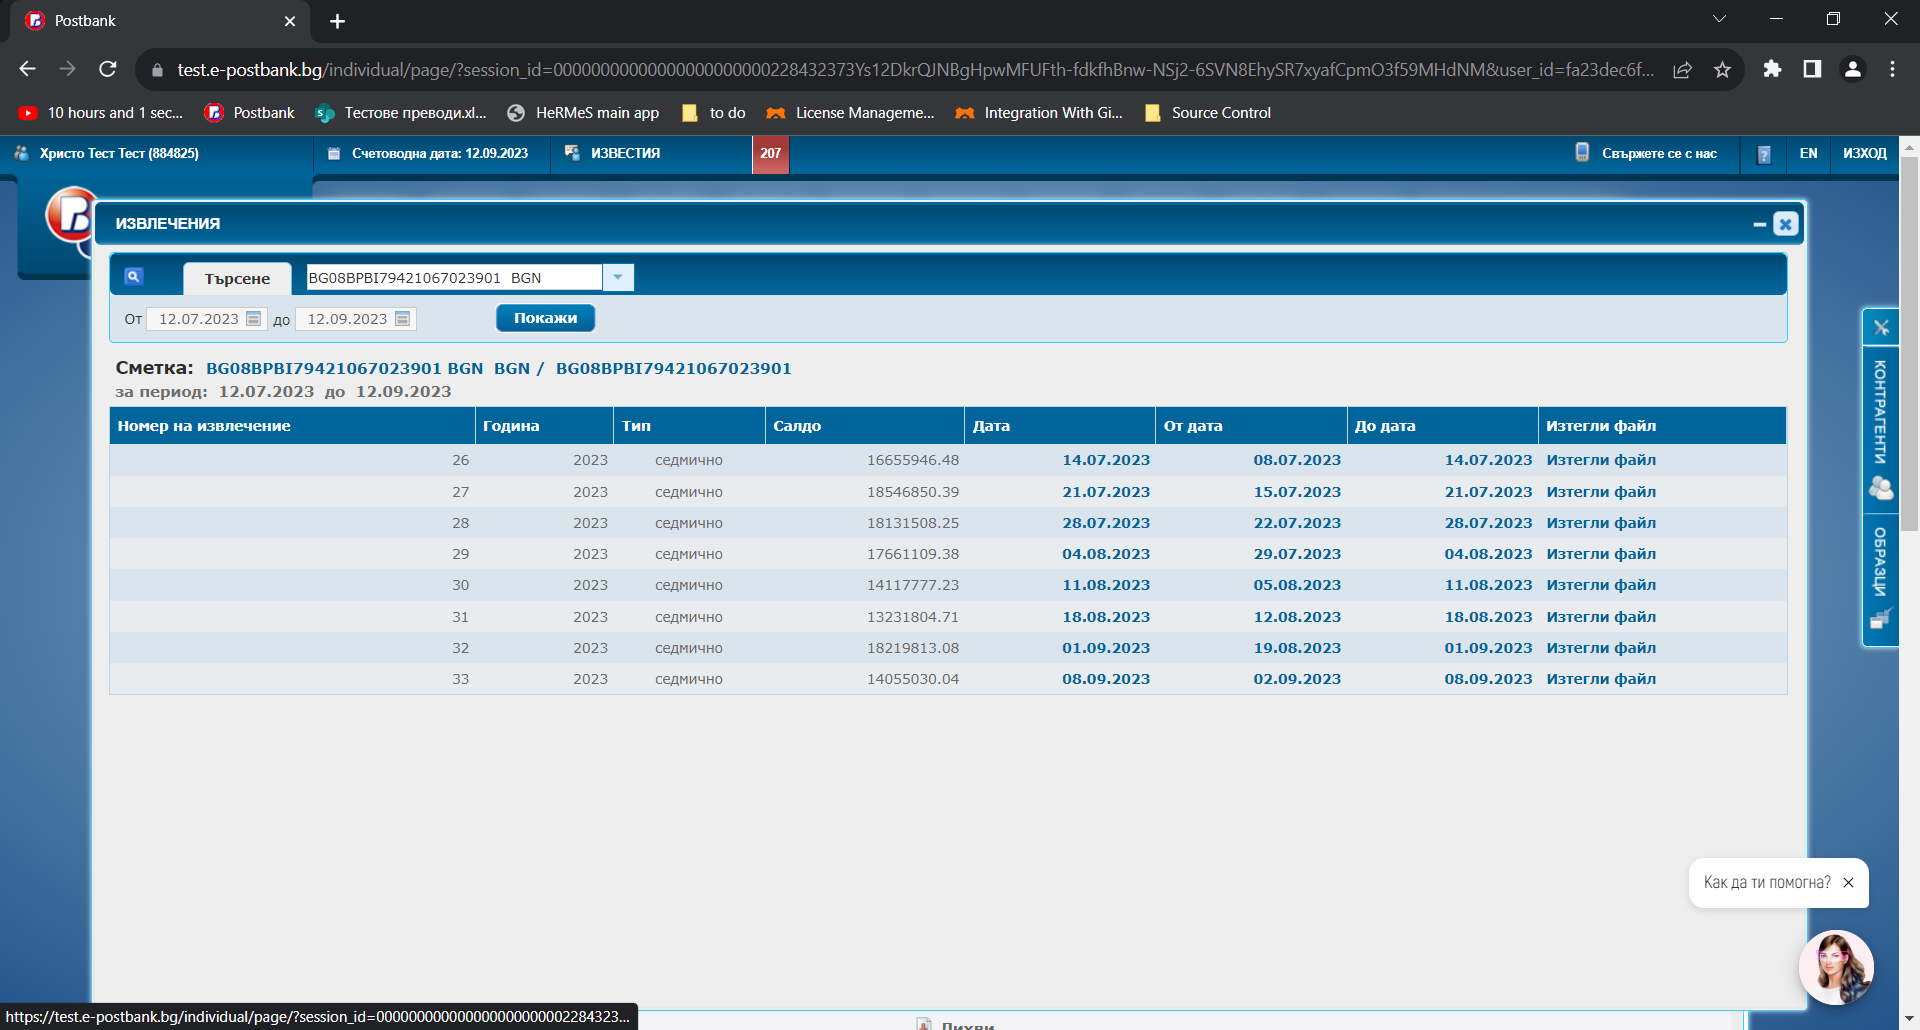 Postbank
test.e-postbank.bg/individual/page/?session_id=00000000000000000000000228432373Ys12DkrQJNBgHpwMFUFth-fdkfhBnw-NSj2-6SVN8EhySR7xyafCpmO3f59MHdNM&user_id=fa23dec6f...
10 hours and 1 sec... Postbank Тестове преводи.xl... HeRMeS main app to do License Manageme... Integration With Gi... Source Control
Христо Тест Тест (884825) Счетоводна дата: 12.09.2023 ИЗВЕСТИЯ 207 Свържете се с нас EN ИЗХОД
ИЗВЛЕЧЕНИЯ
Търсене BG08BPBI79421067023901 BGN
От 12.07.2023 до 12.09.2023 Покажи
Сметка: BG08BPBI79421067023901 BGN BGN / BG08BPBI79421067023901
за период: 12.07.2023 до 12.09.2023
Номер на извлечение Година Тип Салдо Дата От дата До дата Изтегли файл
26 2023 седмично 16655946.48 14.07.2023 08.07.2023 14.07.2023 Изтегли файл
27 2023 седмично 18546850.39 21.07.2023 15.07.2023 21.07.2023 Изтегли файл
28 2023 седмично 18131508.25 28.07.2023 22.07.2023 28.07.2023 Изтегли файл
29 2023 седмично 17661109.38 04.08.2023 29.07.2023 04.08.2023 Изтегли файл
30 2023 седмично 14117777.23 11.08.2023 05.08.2023 11.08.2023 Изтегли файл
31 2023 седмично 13231804.71 18.08.2023 12.08.2023 18.08.2023 Изтегли файл
32 2023 седмично 18219813.08 01.09.2023 19.08.2023 01.09.2023 Изтегли файл
33 2023 седмично 14055030.04 08.09.2023 02.09.2023 08.09.2023 Изтегли файл
КОНТРАГЕНТИ
ОБРАЗЦИ
Как да ти помогна?
https://test.e-postbank.bg/individual/page/?session_id=000000000000000000000002284323...
Лихви